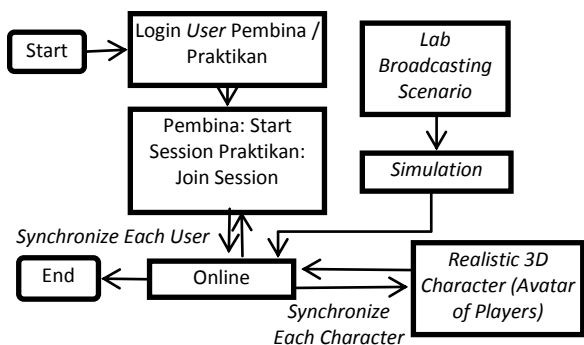 Start
Login User Pembina /
Praktikan
Lab
Broadcasting
Scenario
Pembina: Start
Session Praktikan:
Join Session
Simulation
Synchronize Each User
End
Online
Realistic 3D
Character (Avatar
of Players)
Synchronize
Each Character